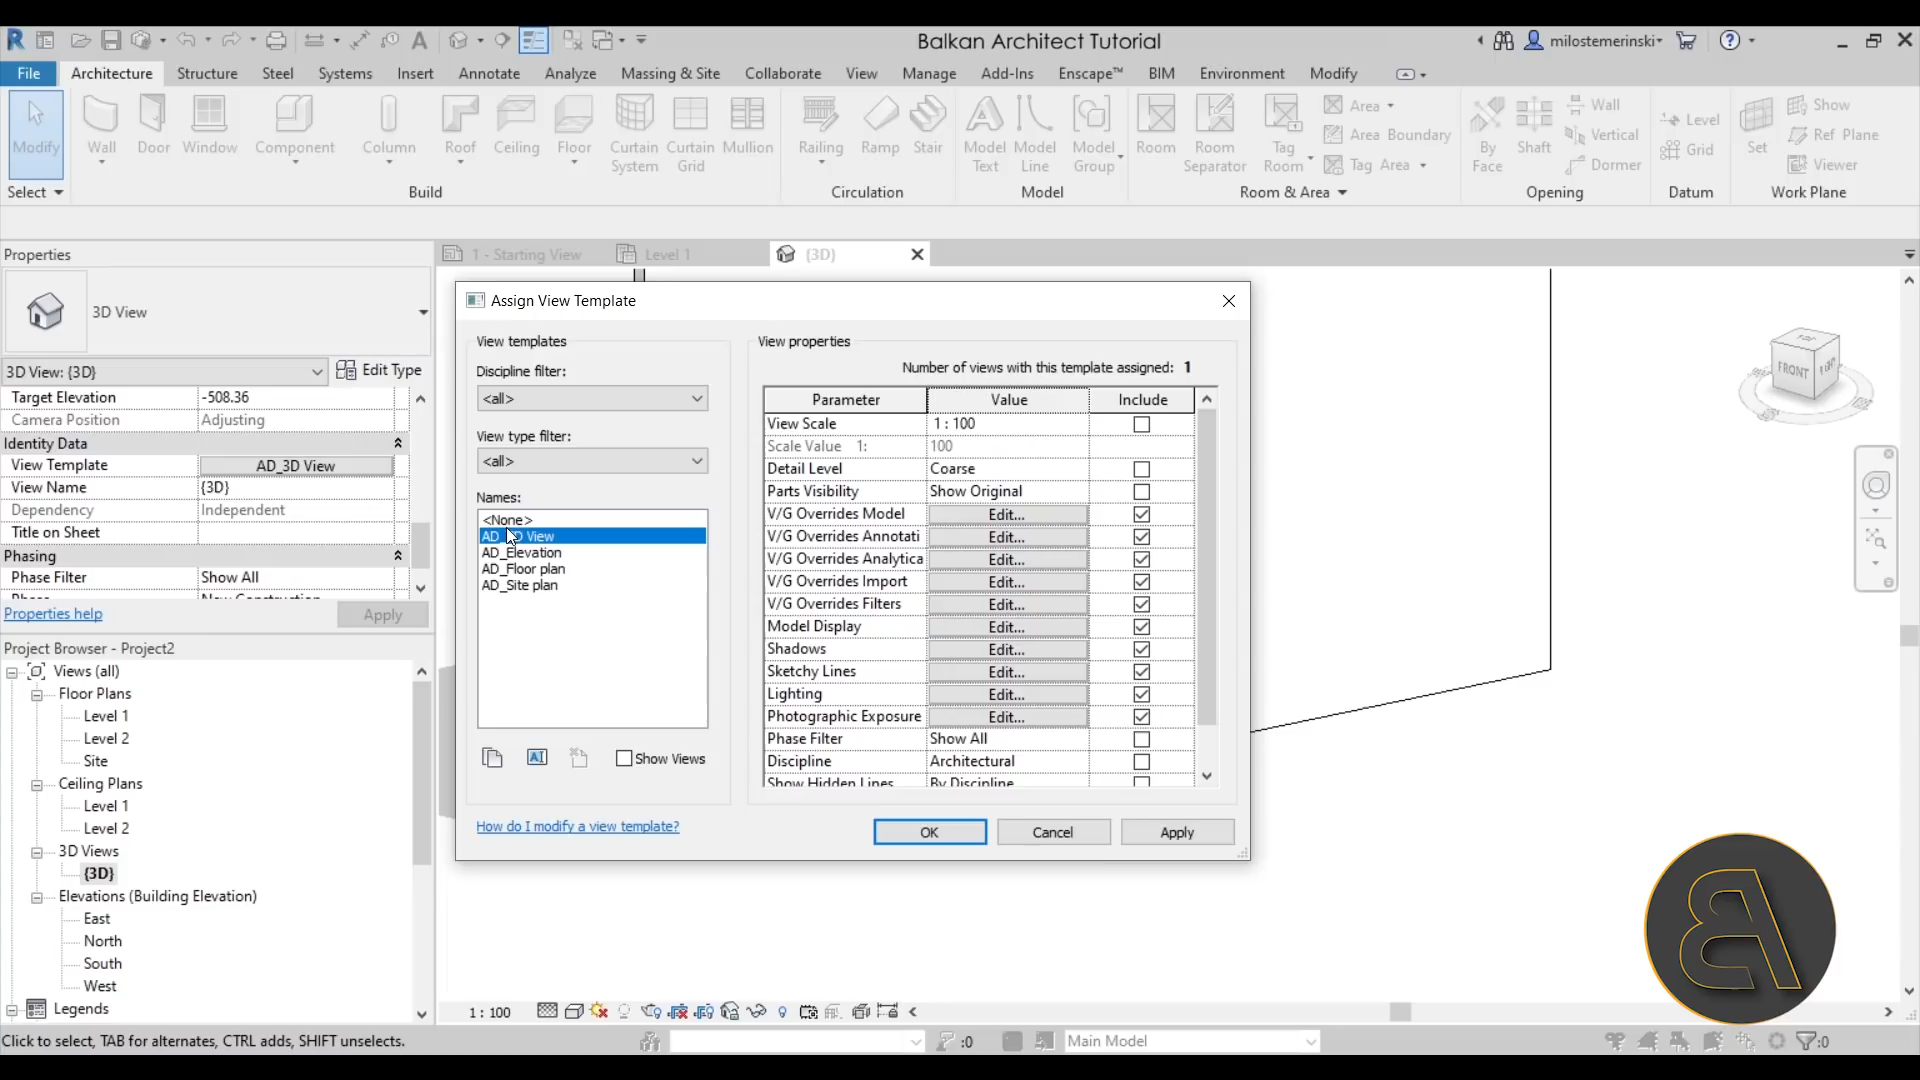 Balkan Architect Tutorial
milostemerinski
File Architecture Structure Steel Systems Insert Annotate Analyze Massing & Site Collaborate View Manage Add-Ins Enscape™ BIM Environment Modify
Modify Wall Door Window Component Column Roof Ceiling Floor Curtain System Curtain Grid Mullion Railing Ramp Stair Model Text Model Line Model Group Room Room Separator Tag Room
Area
Area Boundary
Tag Area
By Face Shaft
Wall
Vertical
Dormer
Level
Grid
Set
Show
Ref Plane
Viewer
Select Build Circulation Model Room & Area Opening Datum Work Plane
Properties
3D View
3D View: {3D} Edit Type
Target Elevation -508.36
Camera Position Adjusting
Identity Data
View Template AD_3D View
View Name {3D}
Dependency Independent
Title on Sheet
Phasing
Phase Filter Show All
Properties help Apply
Project Browser - Project2
Views (all)
Floor Plans
Level 1
Level 2
Site
Ceiling Plans
Level 1
Level 2
3D Views
{3D}
Elevations (Building Elevation)
East
North
South
West
Legends
1 - Starting View Level 1 {3D}
Assign View Template
View templates
Discipline filter:
<all>
View type filter:
<all>
Names:
<None>
AD_3D View
AD_Elevation
AD_Floor plan
AD_Site plan
Show Views
How do I modify a view template?
View properties
Number of views with this template assigned: 1
Parameter Value Include
View Scale 1 : 100
Scale Value 1: 100
Detail Level Coarse
Parts Visibility Show Original
V/G Overrides Model Edit...
V/G Overrides Annotati Edit...
V/G Overrides Analytica Edit...
V/G Overrides Import Edit...
V/G Overrides Filters Edit...
Model Display Edit...
Shadows Edit...
Sketchy Lines Edit...
Lighting Edit...
Photographic Exposure Edit...
Phase Filter Show All
Discipline Architectural
Show Hidden Lines By Discipline
OK Cancel Apply
FRONT
1 : 100
Click to select, TAB for alternates, CTRL adds, SHIFT unselects.
:0
Main Model
:0